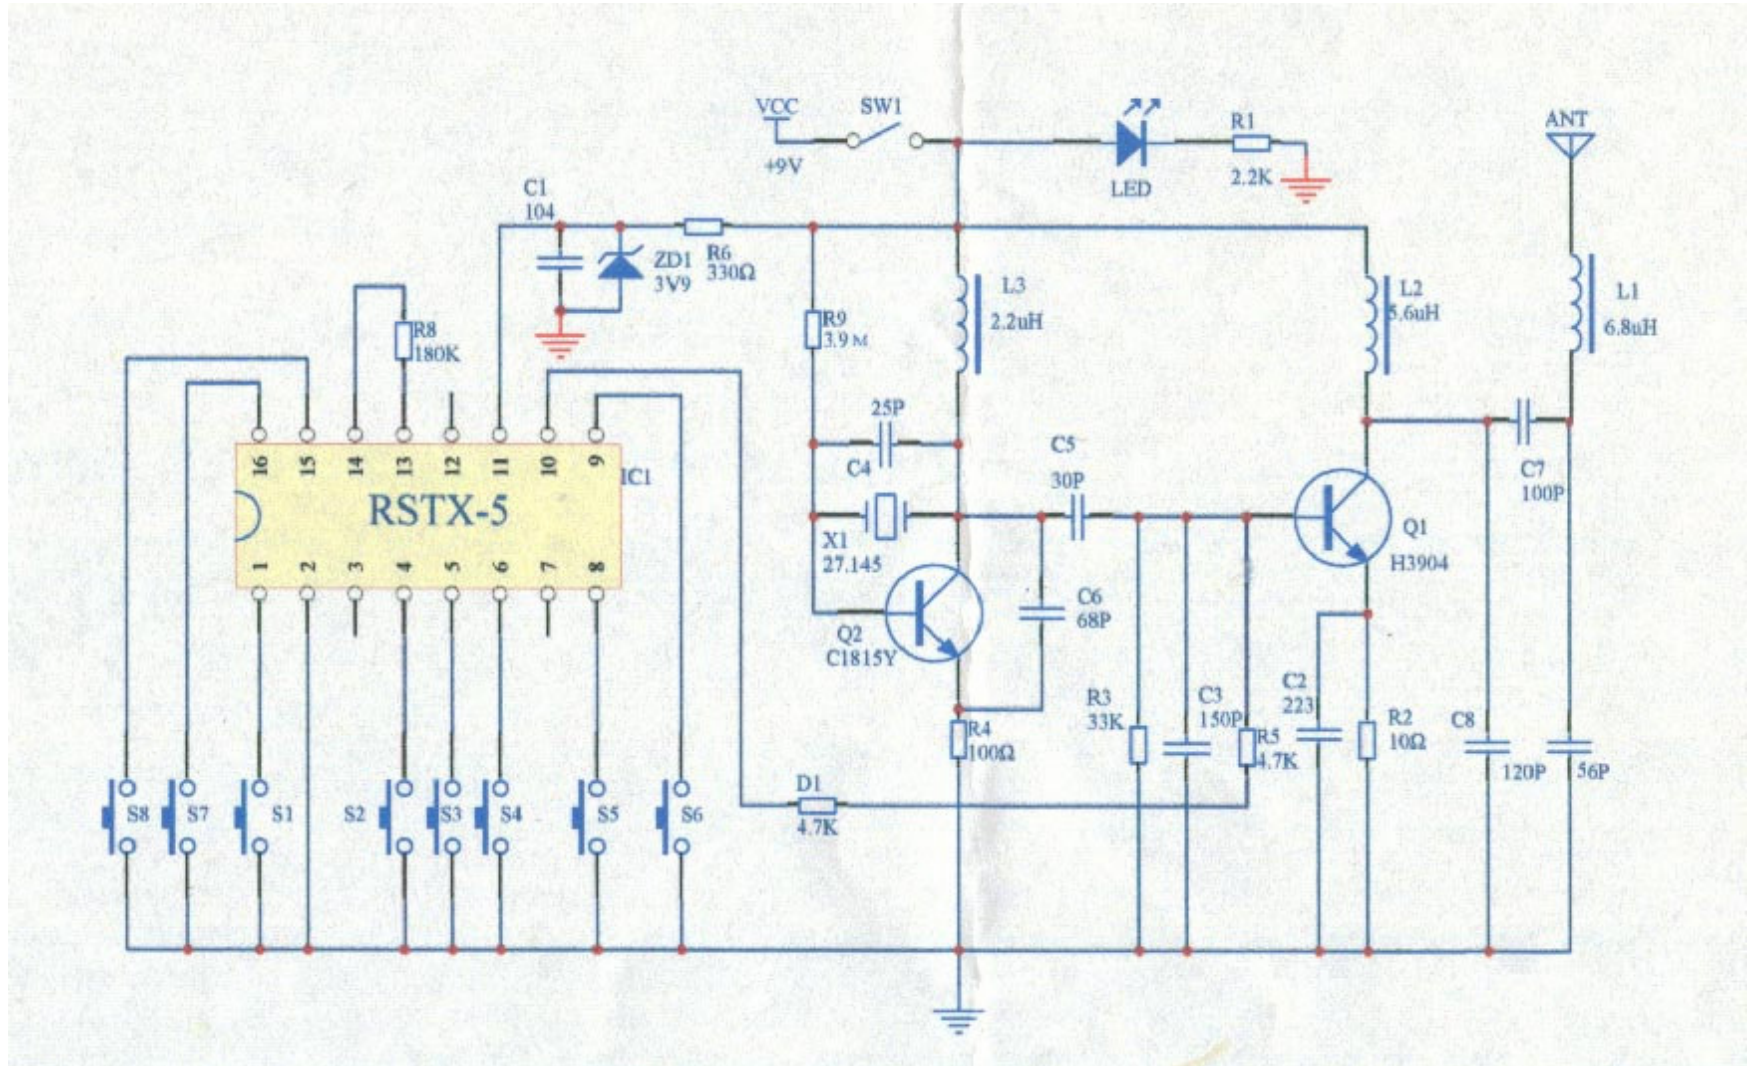 VCC
SW1
+9V
LED
R1
2.2K
ANT
C1
104
ZD1
3V9
R6
330Ω
R8
180K
R9
3.9 M
L3
2.2uH
L2
5.6uH
L1
6.8uH
16 15 14 13 12 11 10 9
IC1
RSTX-5
1 2 3 4 5 6 7 8
25P
C4
X1
27.145
C5
30P
C7
100P
Q1
H3904
Q2
C1815Y
C6
68P
R3
33K
C3
150P
R5
4.7K
C2
223
R2
10Ω
C8
120P
56P
R4
100Ω
D1
4.7K
S8 S7 S1 S2 S3 S4 S5 S6